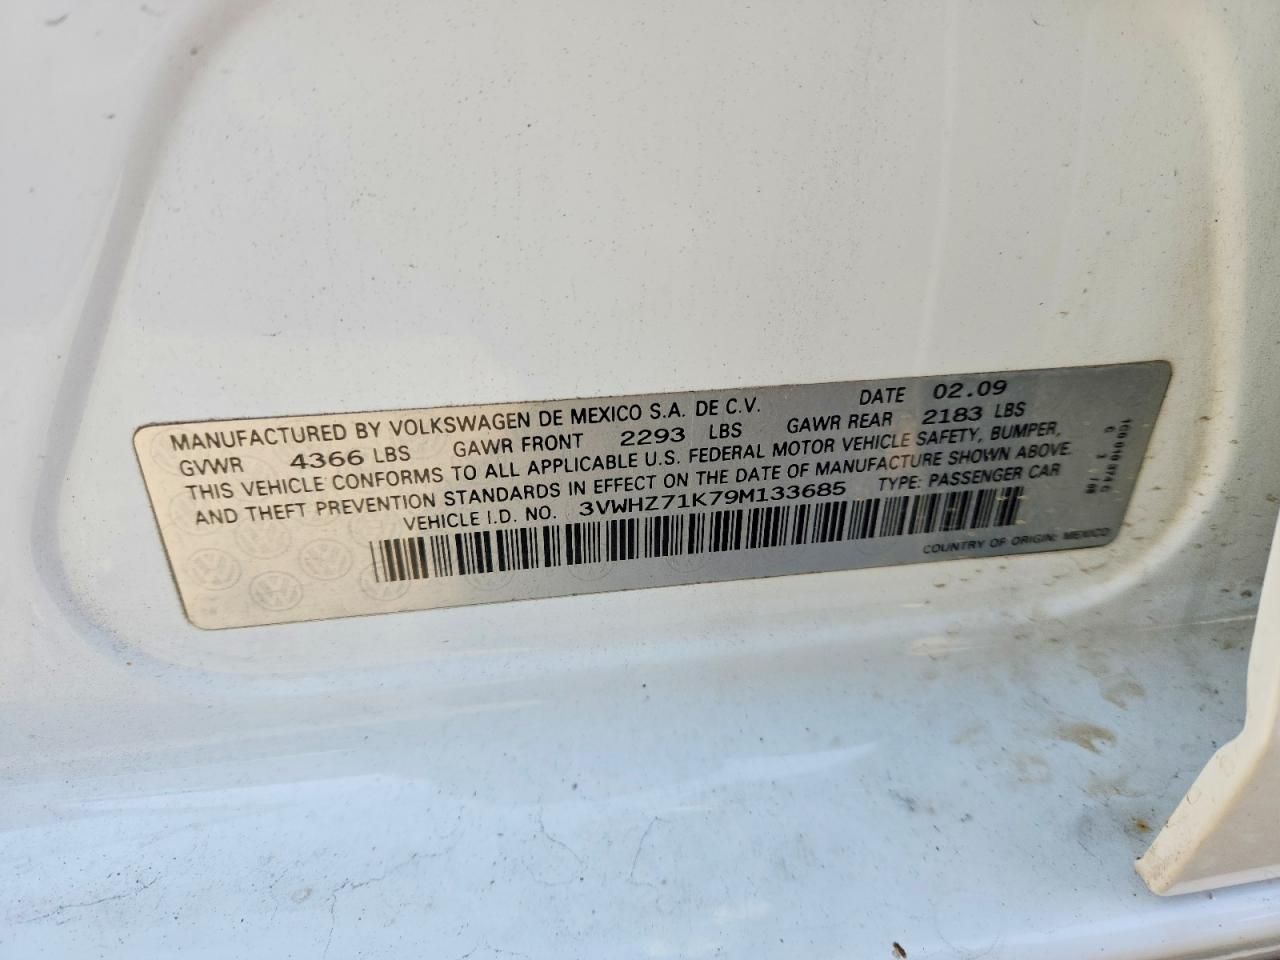 MANUFACTURED BY VOLKSWAGEN DE MEXICO S.A. DE C.V. DATE 02.09
GVWR 4366 LBS GAWR FRONT 2293 LBS GAWR REAR 2183 LBS
THIS VEHICLE CONFORMS TO ALL APPLICABLE U.S. FEDERAL MOTOR VEHICLE SAFETY, BUMPER,
AND THEFT PREVENTION STANDARDS IN EFFECT ON THE DATE OF MANUFACTURE SHOWN ABOVE.
VEHICLE I.D. NO. 3VWHZ71K79M133685 TYPE: PASSENGER CAR
COUNTRY OF ORIGIN: MEXICO